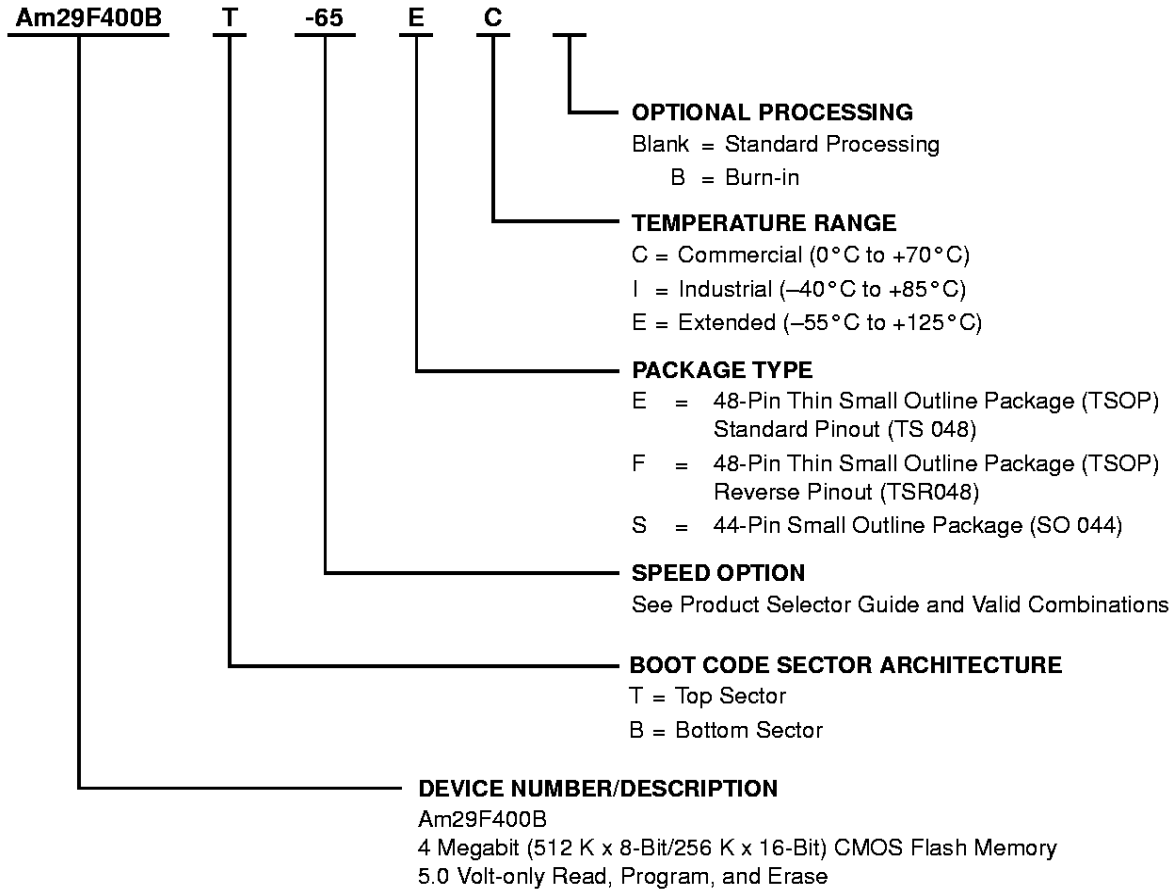 Am29F400B T -65 E C
OPTIONAL PROCESSING
Blank = Standard Processing
B = Burn-in
TEMPERATURE RANGE
C = Commercial (0°C to +70°C)
I = Industrial (–40°C to +85°C)
E = Extended (–55°C to +125°C)
PACKAGE TYPE
E = 48-Pin Thin Small Outline Package (TSOP)
Standard Pinout (TS 048)
F = 48-Pin Thin Small Outline Package (TSOP)
Reverse Pinout (TSR048)
S = 44-Pin Small Outline Package (SO 044)
SPEED OPTION
See Product Selector Guide and Valid Combinations
BOOT CODE SECTOR ARCHITECTURE
T = Top Sector
B = Bottom Sector
DEVICE NUMBER/DESCRIPTION
Am29F400B
4 Megabit (512 K x 8-Bit/256 K x 16-Bit) CMOS Flash Memory
5.0 Volt-only Read, Program, and Erase